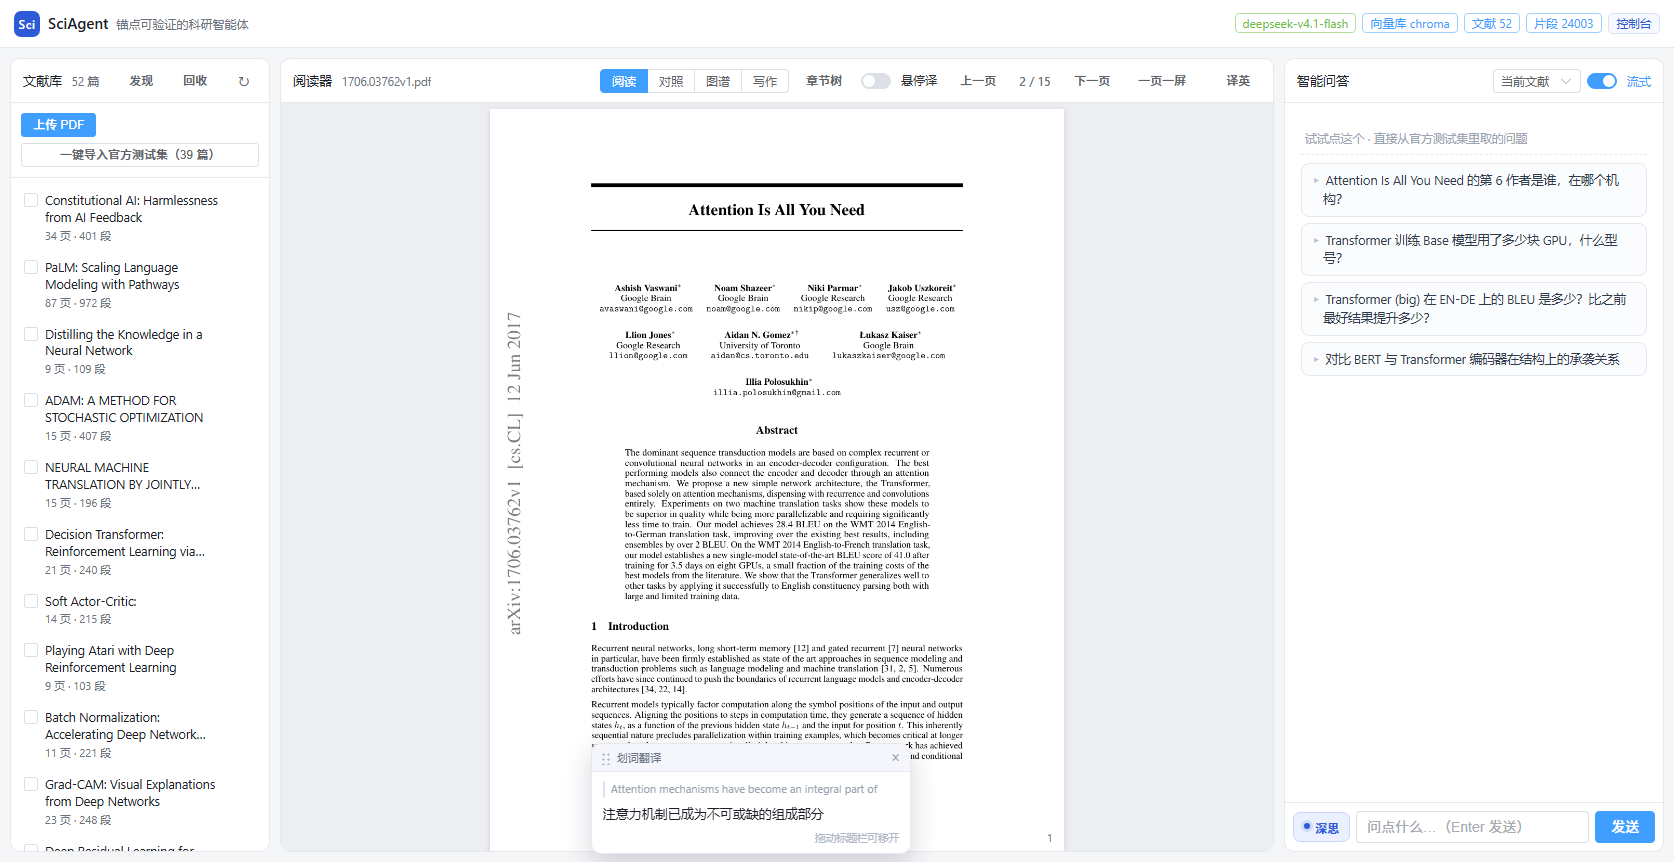 Sci SciAgent 锚点可验证的科研智能体
deepseek-v4.1-flash 向量库 chroma 文献 52 片段 24003 控制台
文献库 52 篇 发现 回收
上传 PDF
一键导入官方测试集（39 篇）
Constitutional AI: Harmlessness
from AI Feedback
34 页 · 401 段
PaLM: Scaling Language
Modeling with Pathways
87 页 · 972 段
Distilling the Knowledge in a
Neural Network
9 页 · 109 段
ADAM: A METHOD FOR
STOCHASTIC OPTIMIZATION
15 页 · 407 段
NEURAL MACHINE
TRANSLATION BY JOINTLY...
15 页 · 196 段
Decision Transformer:
Reinforcement Learning via...
21 页 · 240 段
Soft Actor-Critic:
14 页 · 215 段
Playing Atari with Deep
Reinforcement Learning
9 页 · 103 段
Batch Normalization:
Accelerating Deep Network...
11 页 · 221 段
Grad-CAM: Visual Explanations
from Deep Networks
23 页 · 248 段
Deep Residual Learning for
阅读器 1706.03762v1.pdf 阅读 对照 图谱 写作 章节树 悬停译 上一页 2 / 15 下一页 一页一屏 译英
arXiv:1706.03762v1 [cs.CL] 12 Jun 2017
Attention Is All You Need
Ashish Vaswani* Noam Shazeer* Niki Parmar* Jakob Uszkoreit*
Google Brain Google Brain Google Research Google Research
avaswani@google.com noam@google.com nikip@google.com usz@google.com
Llion Jones* Aidan N. Gomez*† Łukasz Kaiser*
Google Research University of Toronto Google Brain
llion@google.com aidan@cs.toronto.edu lukaszkaiser@google.com
Illia Polosukhin*
illia.polosukhin@gmail.com
Abstract
The dominant sequence transduction models are based on complex recurrent or
convolutional neural networks in an encoder-decoder configuration. The best
performing models also connect the encoder and decoder through an attention
mechanism. We propose a new simple network architecture, the Transformer,
based solely on attention mechanisms, dispensing with recurrence and convolutions
entirely. Experiments on two machine translation tasks show these models to
be superior in quality while being more parallelizable and requiring significantly
less time to train. Our model achieves 28.4 BLEU on the WMT 2014 English-
to-German translation task, improving over the existing best results, including
ensembles by over 2 BLEU. On the WMT 2014 English-to-French translation task,
our model establishes a new single-model state-of-the-art BLEU score of 41.0 after
training for 3.5 days on eight GPUs, a small fraction of the training costs of the
best models from the literature. We show that the Transformer generalizes well to
other tasks by applying it successfully to English constituency parsing both with
large and limited training data.
1 Introduction
Recurrent neural networks, long short-term memory [12] and gated recurrent [7] neural networks
in particular, have been firmly established as state of the art approaches in sequence modeling and
transduction problems such as language modeling and machine translation [31, 2, 5]. Numerous
efforts have since continued to push the boundaries of recurrent language models and encoder-decoder
architectures [34, 22, 14].
Recurrent models typically factor computation along the symbol positions of the input and output
sequences. Aligning the positions to steps in computation time, they generate a sequence of hidden
states hₜ, as a function of the previous hidden state hₜ₋₁ and the input for position t. This inherently
sequential nature precludes parallelization within training examples, which becomes critical at longer
k has achieved
nd conditional
划词翻译
Attention mechanisms have become an integral part of
注意力机制已成为不可或缺的组成部分
拖动标题栏可移开
1
智能问答 当前文献 流式
试试点这个 · 直接从官方测试集里取的问题
Attention Is All You Need 的第 6 作者是谁，在哪个机
构？
Transformer 训练 Base 模型用了多少块 GPU，什么型
号？
Transformer (big) 在 EN-DE 上的 BLEU 是多少？比之前
最好结果提升多少？
对比 BERT 与 Transformer 编码器在结构上的承袭关系
深思 问点什么…（Enter 发送） 发送